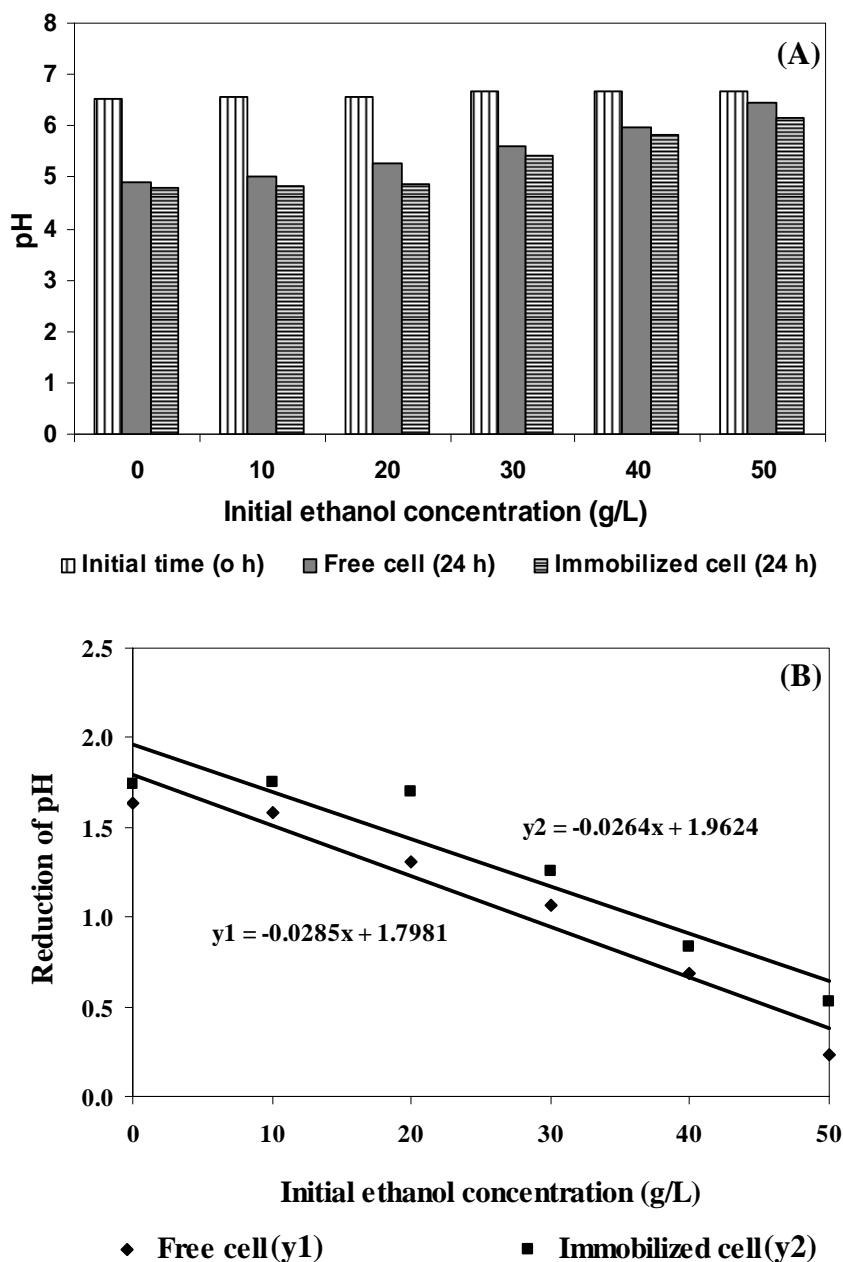 (A)
8
7
6
5
4
3
2
1
0
pH
0 10 20 30 40 50
Initial ethanol concentration (g/L)
Initial time (o h) Free cell (24 h) Immobilized cell (24 h)
(B)
2.5
2.0
1.5
1.0
0.5
0.0
Reduction of pH
y2 = -0.0264x + 1.9624
y1 = -0.0285x + 1.7981
0 10 20 30 40 50
Initial ethanol concentration (g/L)
Free cell (y1) Immobilized cell (y2)